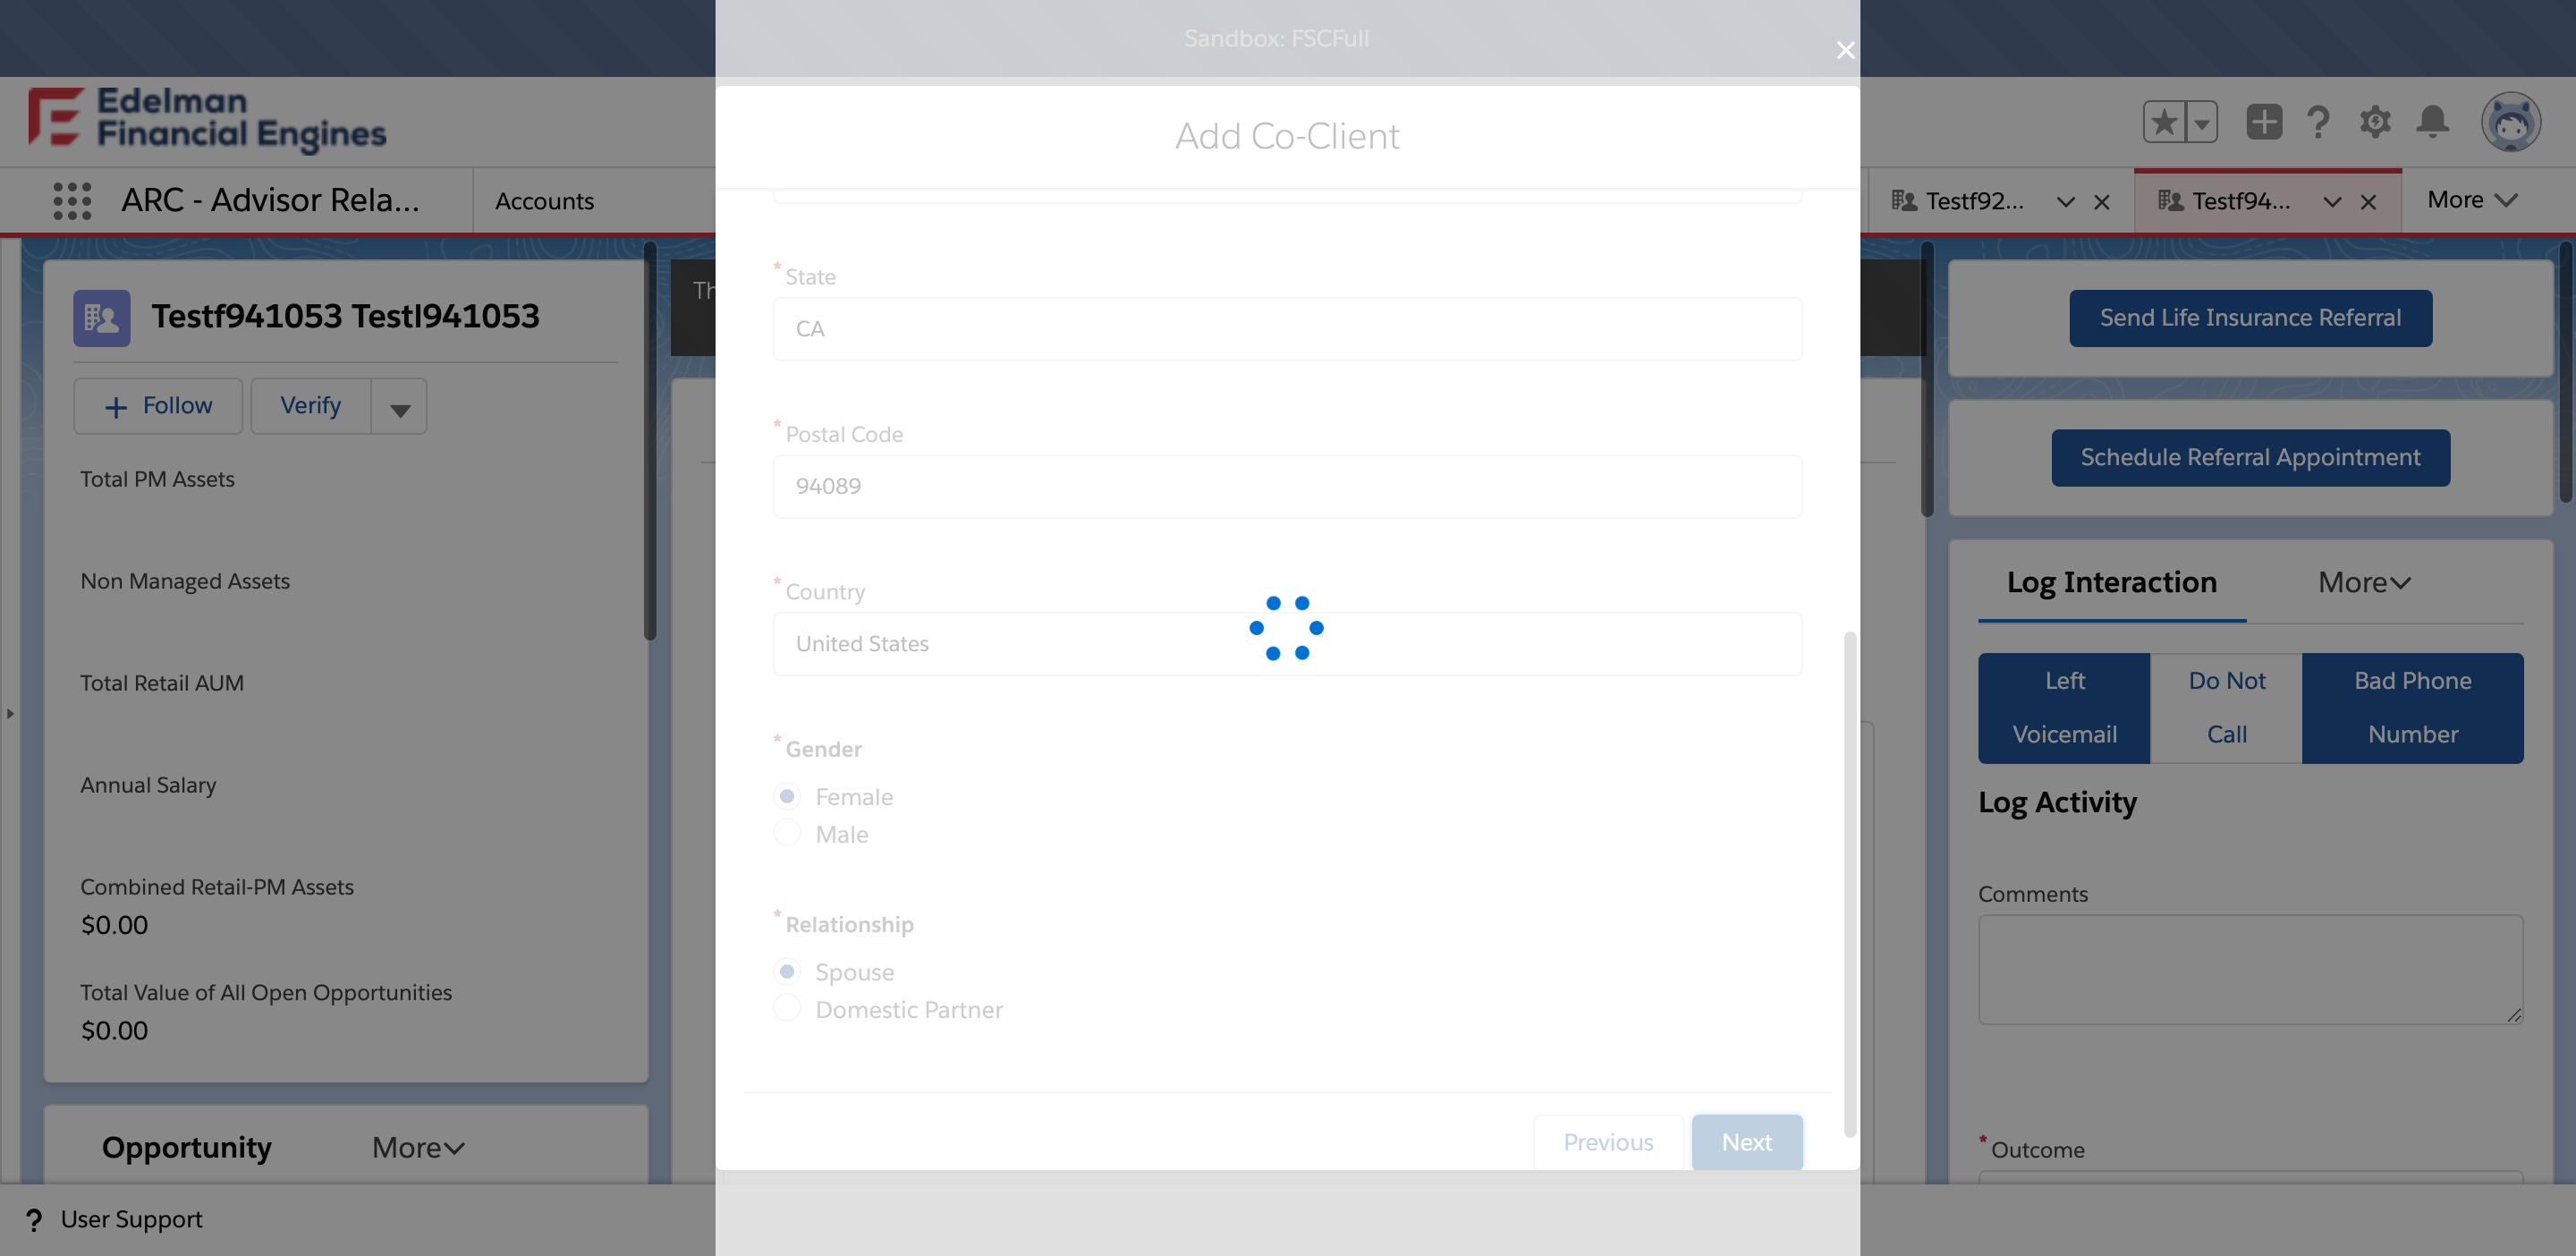 Sandbox: FSCFull
Edelman
Financial Engines
ARC - Advisor Rela...
Accounts
Testf92...
Testf94...
More
Testf941053 Testl941053
Follow
Verify
Total PM Assets
Non Managed Assets
Total Retail AUM
Annual Salary
Combined Retail-PM Assets
$0.00
Total Value of All Open Opportunities
$0.00
Opportunity
More
Th
Add Co-Client
* State
CA
* Postal Code
94089
* Country
United States
* Gender
Female
Male
* Relationship
Spouse
Domestic Partner
Previous
Next
Send Life Insurance Referral
Schedule Referral Appointment
Log Interaction
More
Left
Voicemail
Do Not
Call
Bad Phone
Number
Log Activity
Comments
* Outcome
? User Support